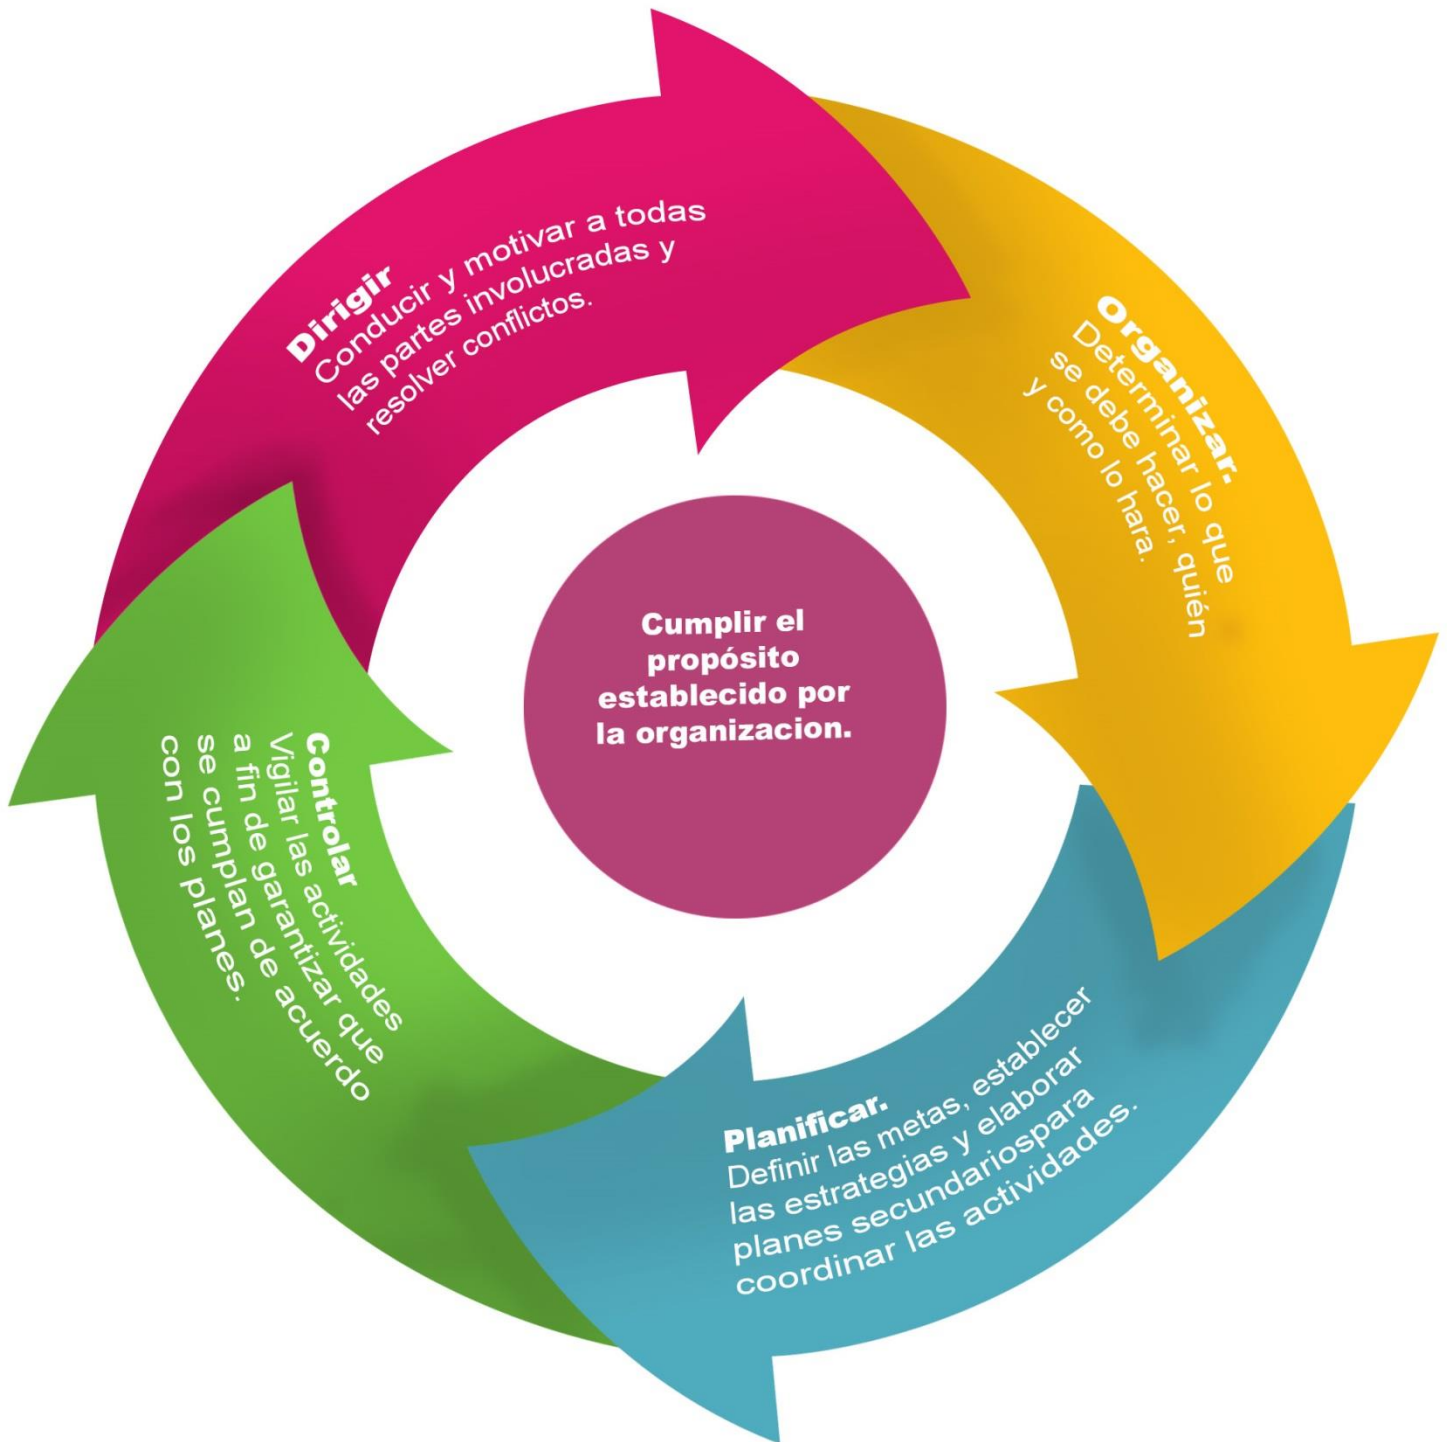 Dirigir
Conducir y motivar a todas
las partes involucradas y
resolver conflictos.
Organizar.
Determinar lo que
se debe hacer, quién
y como lo hara.
Cumplir el
propósito
establecido por
la organizacion.
Controlar
Vigilar las actividades
a fin de garantizar que
se cumplan de acuerdo
con los planes.
Planificar.
Definir las metas, establecer
las estrategias y elaborar
planes secundariospara
coordinar las actividades.